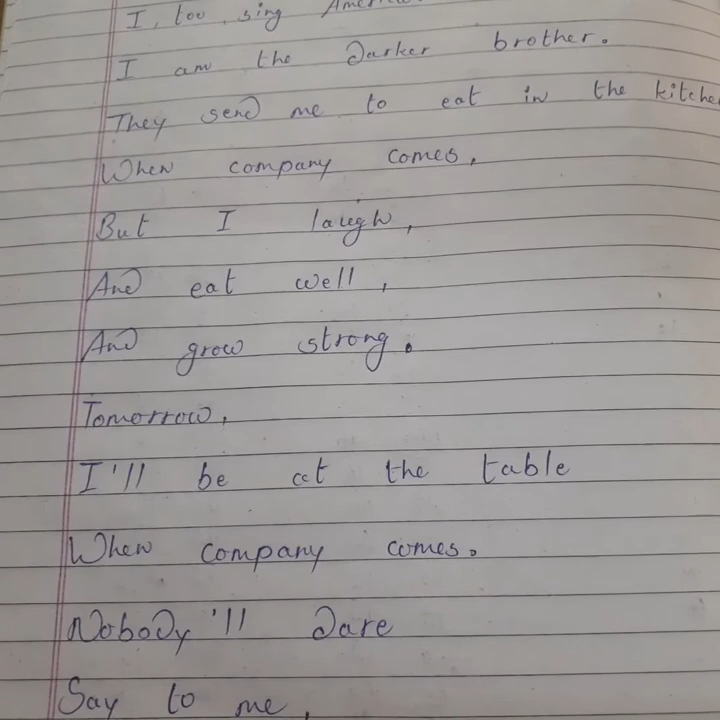 I, too, sing America
I am the darker brother.
They send me to eat in the kitchen
When company comes,
But I laugh,
And eat well,
And grow strong.
Tomorrow,
I'll be at the table
When company comes.
Nobody'll dare
Say to me,